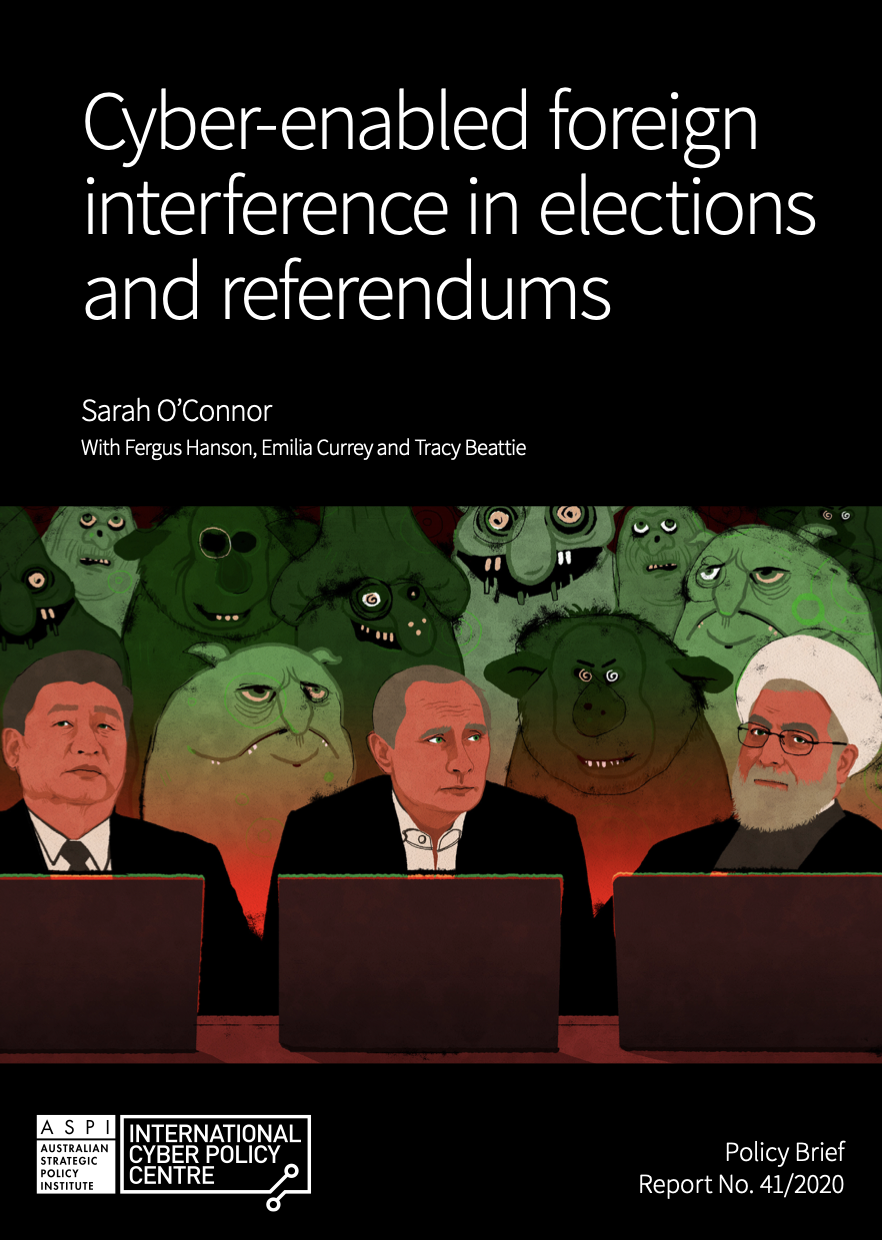 Cyber-enabled foreign
interference in elections
and referendums
Sarah O’Connor
With Fergus Hanson, Emilia Currey and Tracy Beattie
ASPI
AUSTRALIAN
STRATEGIC
POLICY
INSTITUTE
INTERNATIONAL
CYBER POLICY
CENTRE
Policy Brief
Report No. 41/2020